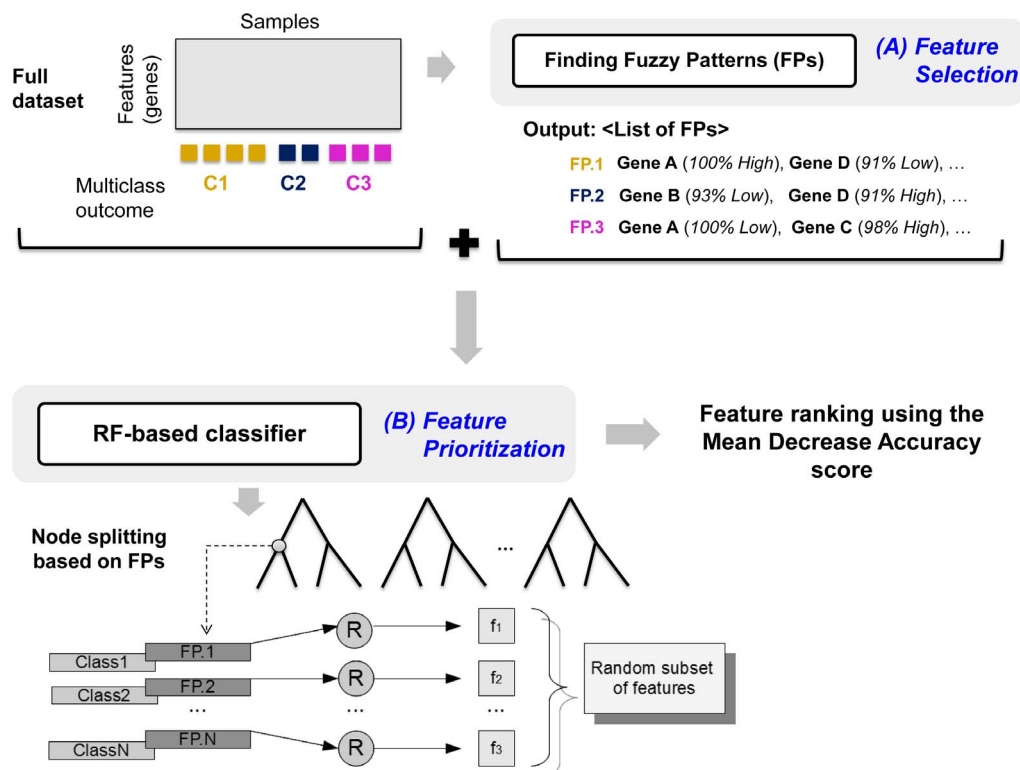 Samples
Full
dataset
Features
(genes)
Multiclass
outcome
C1
C2
C3
Finding Fuzzy Patterns (FPs)
(A) Feature
Selection
Output: <List of FPs>
FP.1 Gene A (100% High), Gene D (91% Low), ...
FP.2 Gene B (93% Low), Gene D (91% High), ...
FP.3 Gene A (100% Low), Gene C (98% High), ...
+
RF-based classifier
(B) Feature
Prioritization
Feature ranking using the
Mean Decrease Accuracy
score
Node splitting
based on FPs
...
Class1 FP.1 R f1
Class2 FP.2 R f2
... ... ...
ClassN FP.N R f3
Random subset
of features